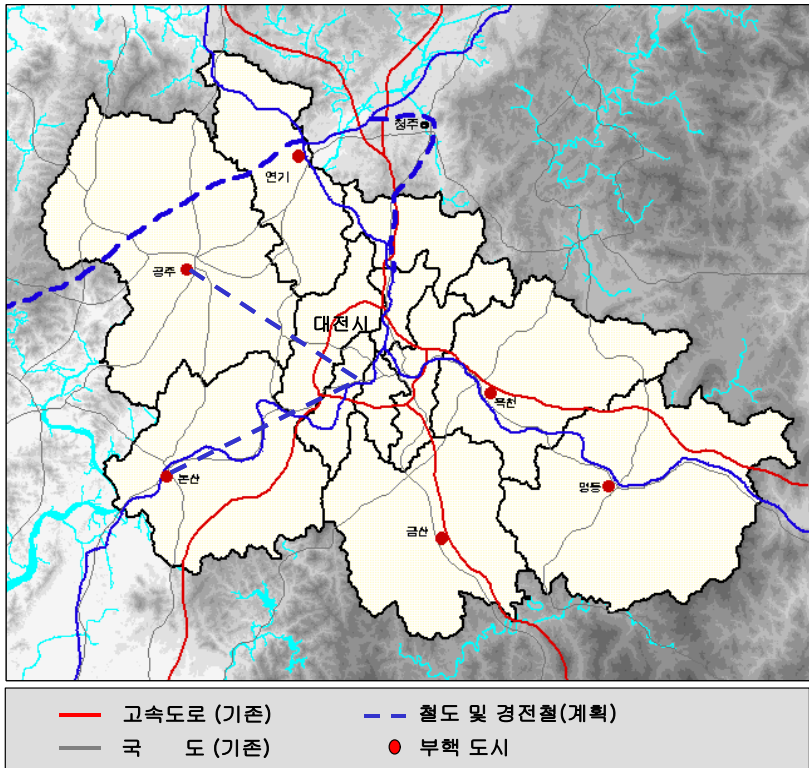 청주
연기
공주
대전시
옥천
논산
영동
금산
고속도로 (기존)
철도 및 경전철(계획)
국 도 (기존)
부핵 도시